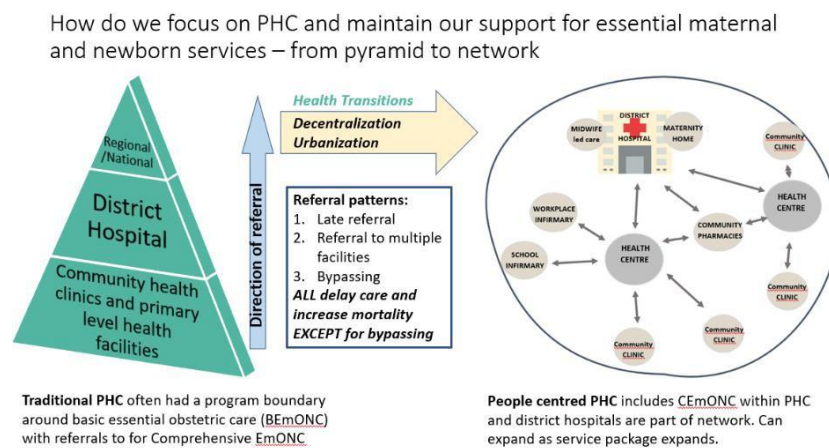 How do we focus on PHC and maintain our support for essential maternal
and newborn services – from pyramid to network
Regional
/National
District
Hospital
Community health
clinics and primary
level health
facilities
Direction of referral
Health Transitions
Decentralization
Urbanization
Referral patterns:
1. Late referral
2. Referral to multiple
facilities
3. Bypassing
ALL delay care and
increase mortality
EXCEPT for bypassing
DISTRICT
HOSPITAL
MIDWIFE
led care
MATERNITY
HOME
Community
CLINIC
HEALTH
CENTRE
WORKPLACE
INFIRMARY
COMMUNITY
PHARMACIES
SCHOOL
INFIRMARY
HEALTH
CENTRE
Community
CLINIC
Community
CLINIC
Community
CLINIC
Traditional PHC often had a program boundary
around basic essential obstetric care (BEmONC)
with referrals to for Comprehensive EmONC
People centred PHC includes CEmONC within PHC
and district hospitals are part of network. Can
expand as service package expands.